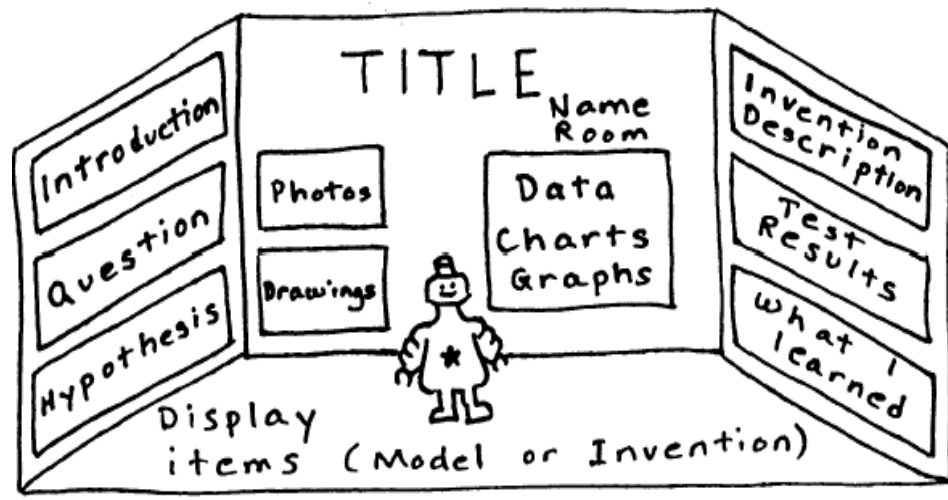 Introduction
Question
Hypothesis
TITLE
Name
Room
Photos
Drawings
Data
Charts
Graphs
Invention
Description
Test
Results
What I
learned
Display
items (Model or Invention)